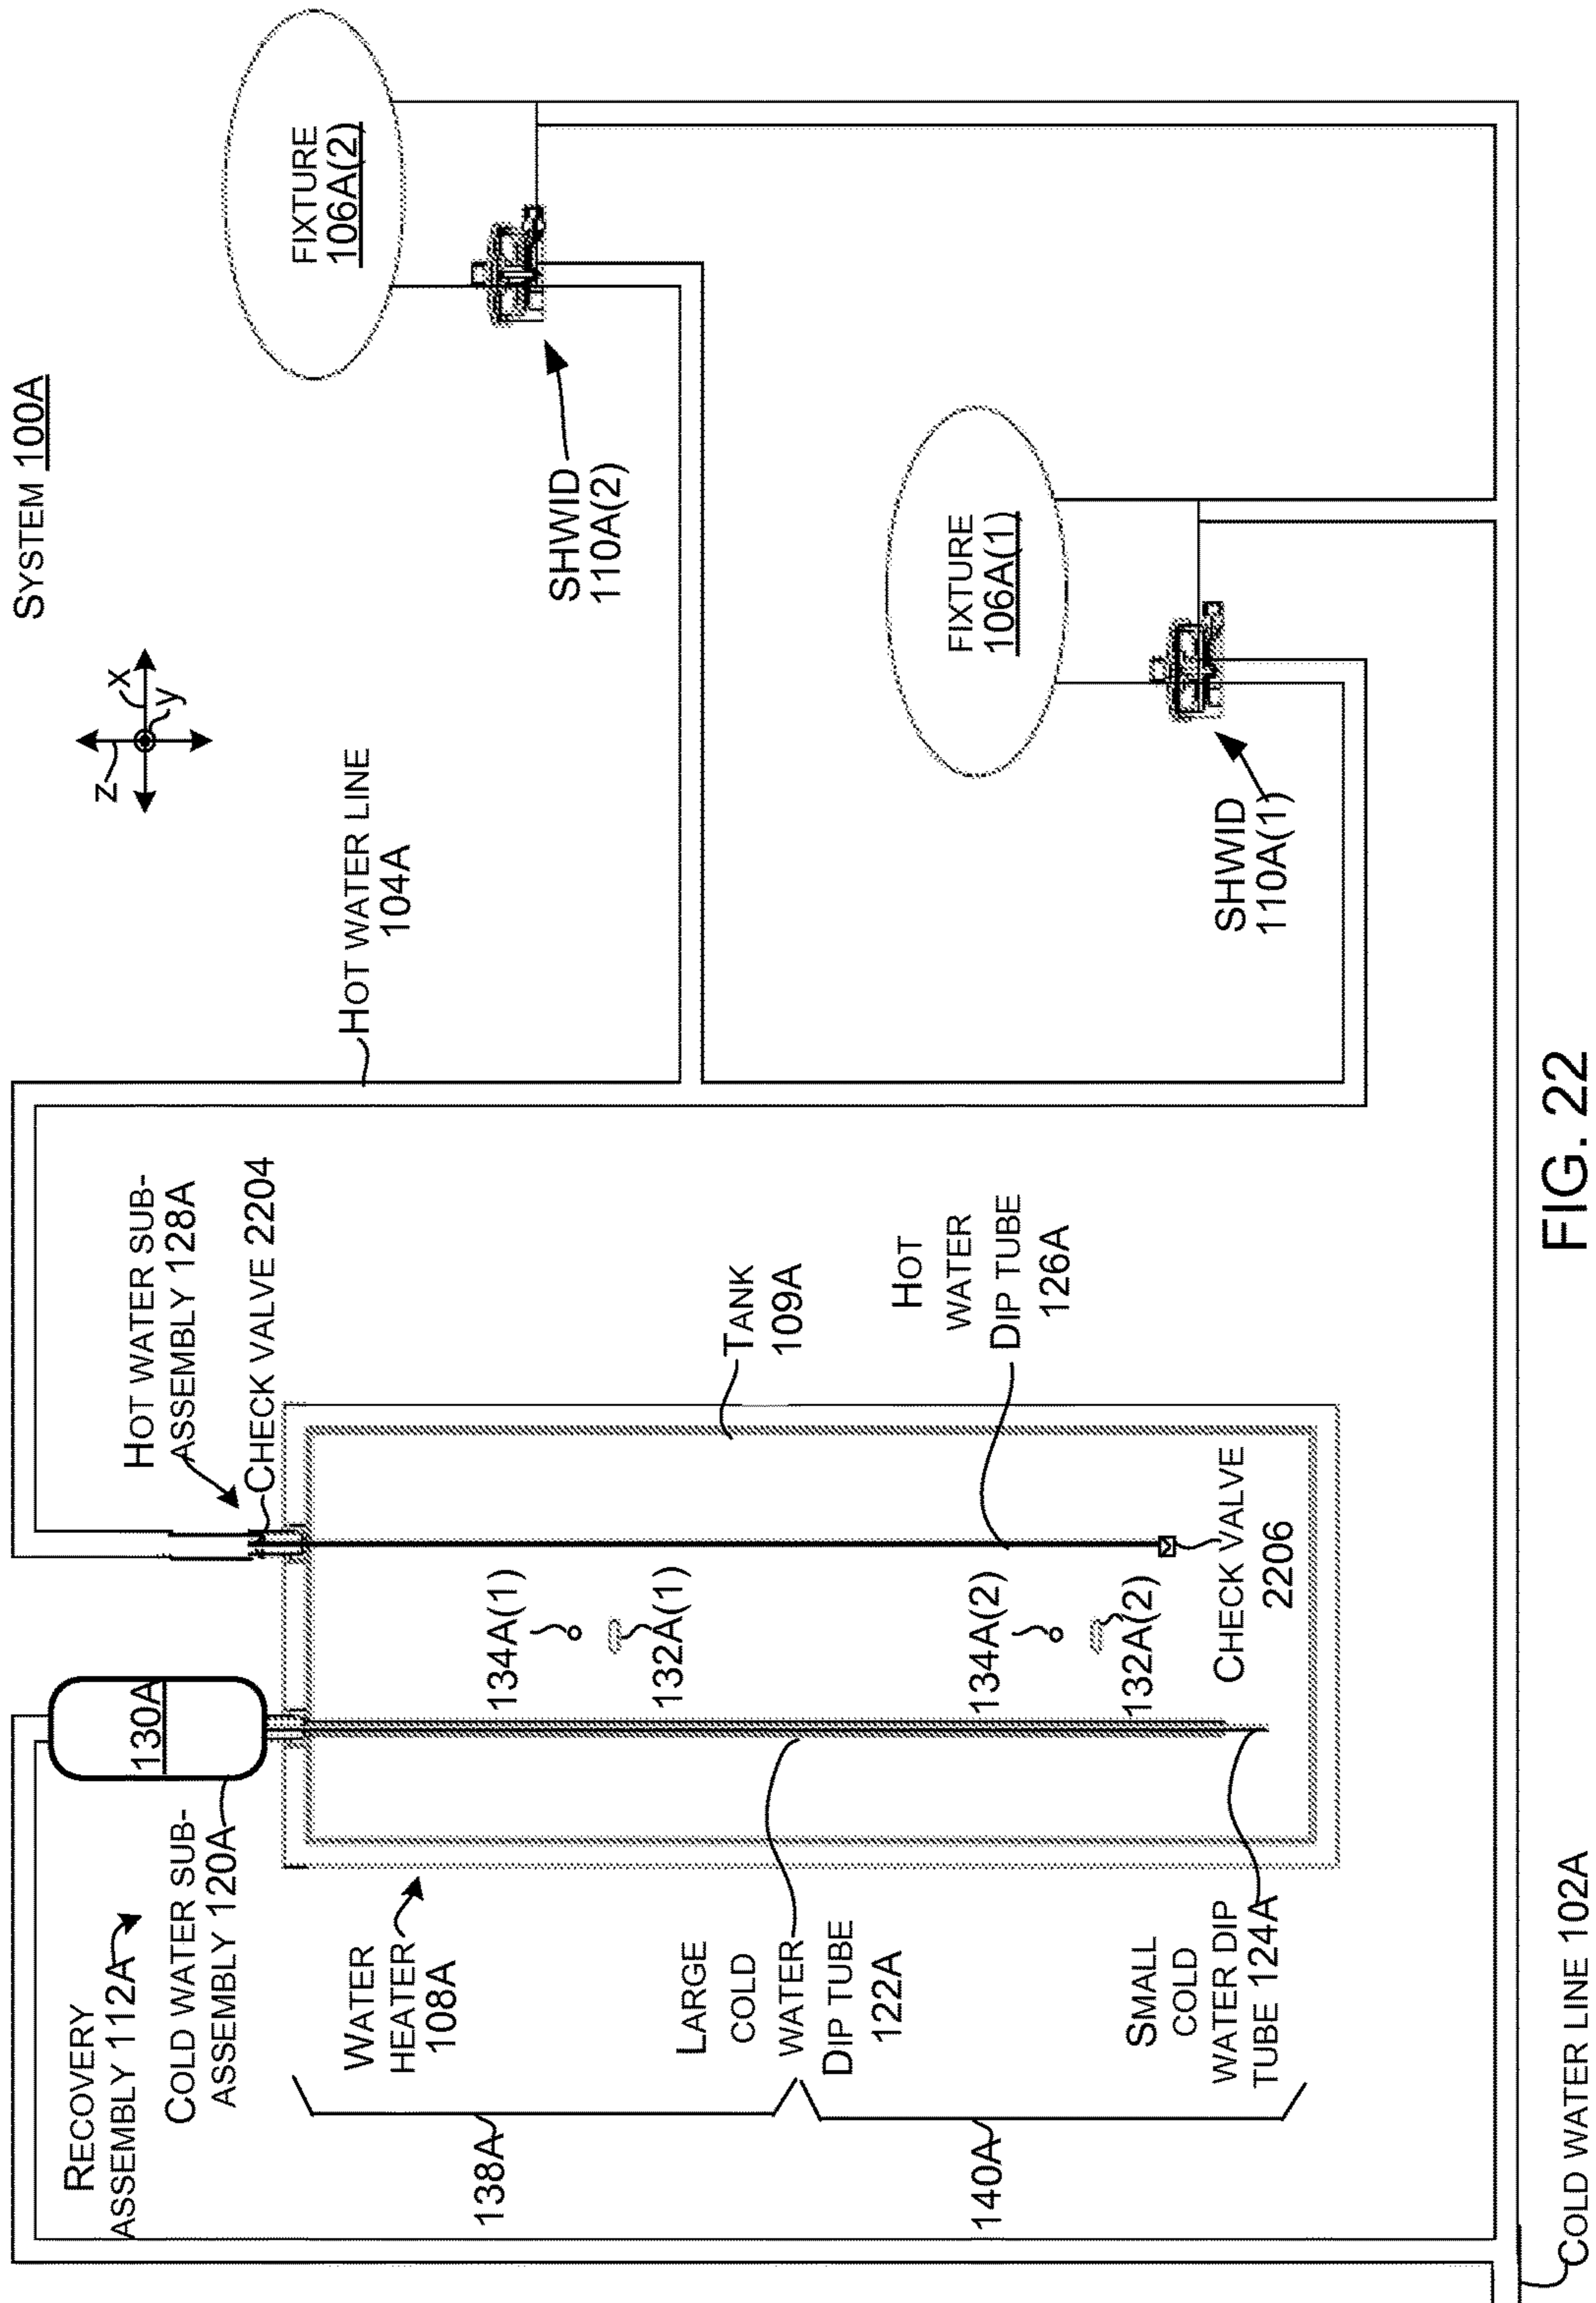 SYSTEM 100A
RECOVERY
ASSEMBLY 112A
COLD WATER SUB-
ASSEMBLY 120A
130A
HOT WATER SUB-
ASSEMBLY 128A
CHECK VALVE 2204
HOT WATER LINE
104A
z
x
y
FIXTURE
106A(2)
SHWID
110A(2)
WATER
HEATER
108A
138A
134A(1)
132A(1)
TANK
109A
LARGE
COLD
WATER
DIP TUBE
122A
134A(2)
132A(2)
HOT
WATER
DIP TUBE
126A
FIXTURE
106A(1)
SHWID
110A(1)
140A
SMALL
COLD
WATER DIP
TUBE 124A
CHECK VALVE
2206
COLD WATER LINE 102A
FIG. 22